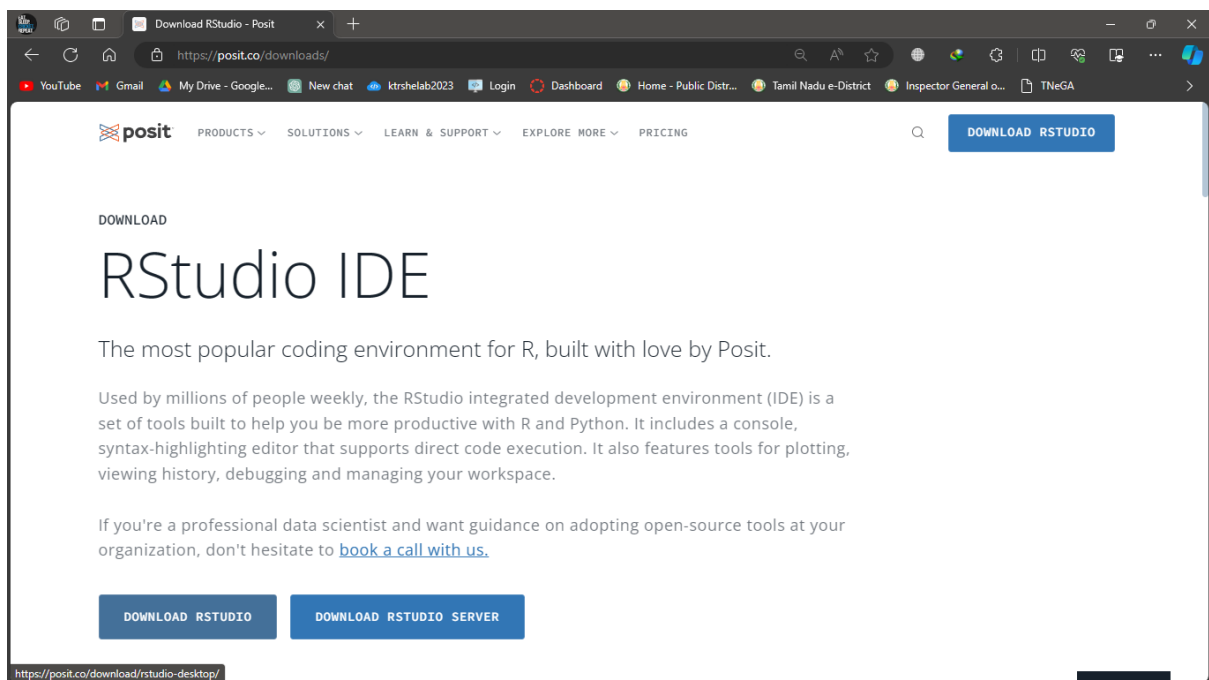 Download RStudio - Posit
https://posit.co/downloads/
YouTube Gmail My Drive - Google... New chat ktrshelab2023 Login Dashboard Home - Public Distr... Tamil Nadu e-District Inspector General o... TNeGA
posit PRODUCTS SOLUTIONS LEARN & SUPPORT EXPLORE MORE PRICING DOWNLOAD RSTUDIO
DOWNLOAD
RStudio IDE
The most popular coding environment for R, built with love by Posit.
Used by millions of people weekly, the RStudio integrated development environment (IDE) is a
set of tools built to help you be more productive with R and Python. It includes a console,
syntax-highlighting editor that supports direct code execution. It also features tools for plotting,
viewing history, debugging and managing your workspace.
If you're a professional data scientist and want guidance on adopting open-source tools at your
organization, don't hesitate to book a call with us.
DOWNLOAD RSTUDIO DOWNLOAD RSTUDIO SERVER
https://posit.co/download/rstudio-desktop/